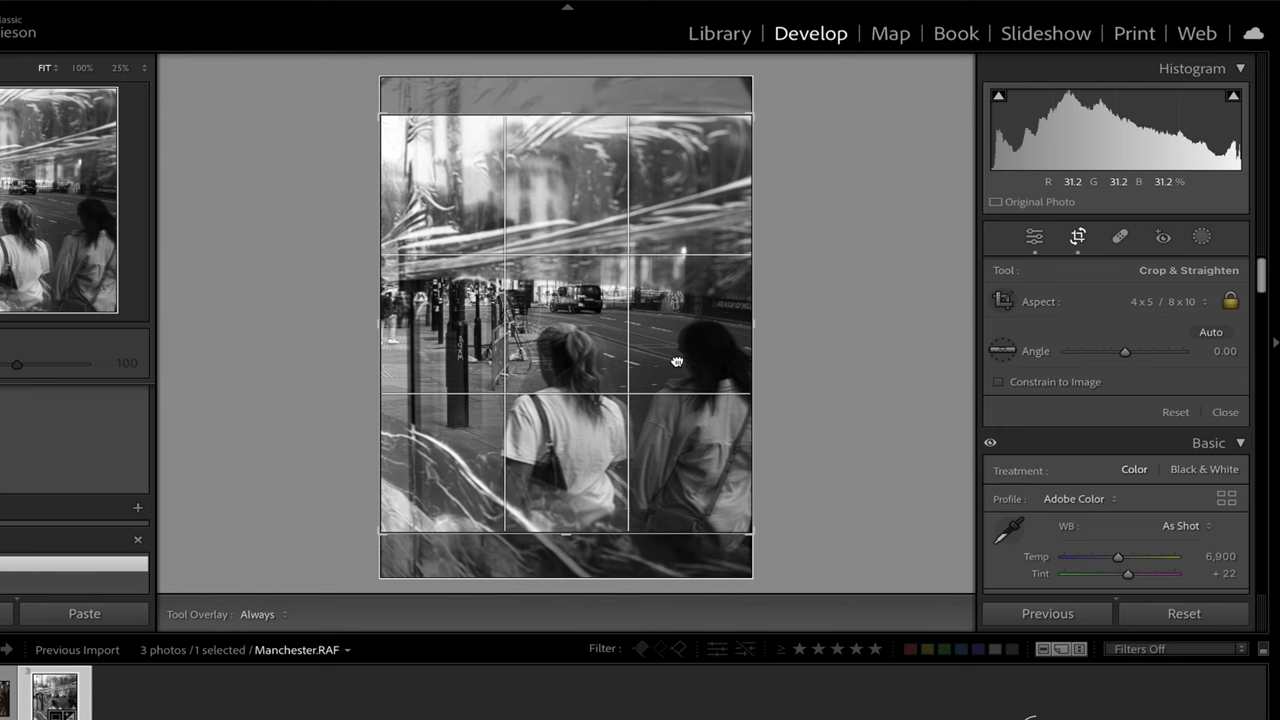 assic
ieson
Library | Develop | Map | Book | Slideshow | Print | Web
FIT 100% 25%
Histogram
R 31.2 G 31.2 B 31.2 %
Original Photo
Tool : Crop & Straighten
Aspect : 4 x 5 / 8 x 10
Auto
Angle 0.00
Constrain to Image
100
Reset Close
Basic
Treatment : Color Black & White
Profile : Adobe Color
WB : As Shot
Temp 6,900
Tint + 22
Paste
Tool Overlay : Always
Previous Reset
Previous Import 3 photos / 1 selected / Manchester.RAF
Filter : ≥ ★ ★ ★ ★ ★ Filters Off
3